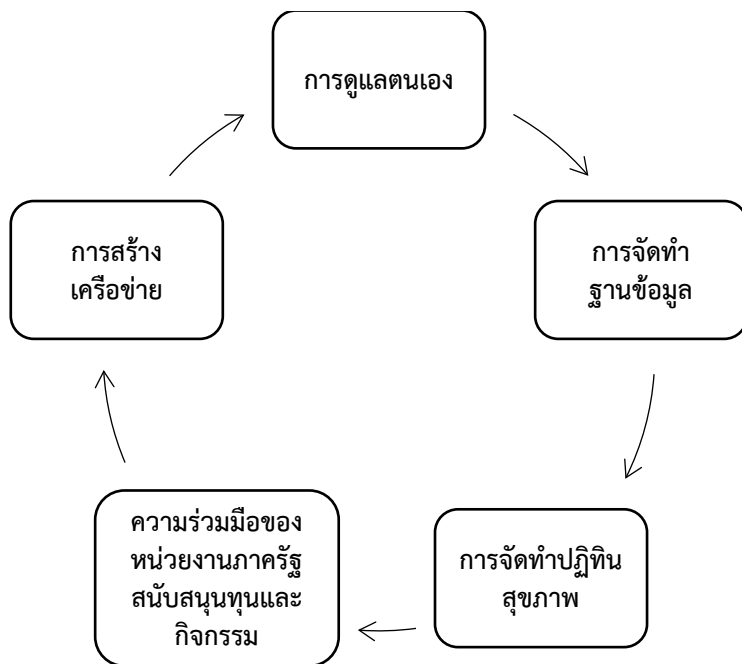 การดูแลตนเอง
การจัดทำ
ฐานข้อมูล
การจัดทำปฏิทิน
สุขภาพ
ความร่วมมือของ
หน่วยงานภาครัฐ
สนับสนุนทุนและ
กิจกรรม
การสร้าง
เครือข่าย